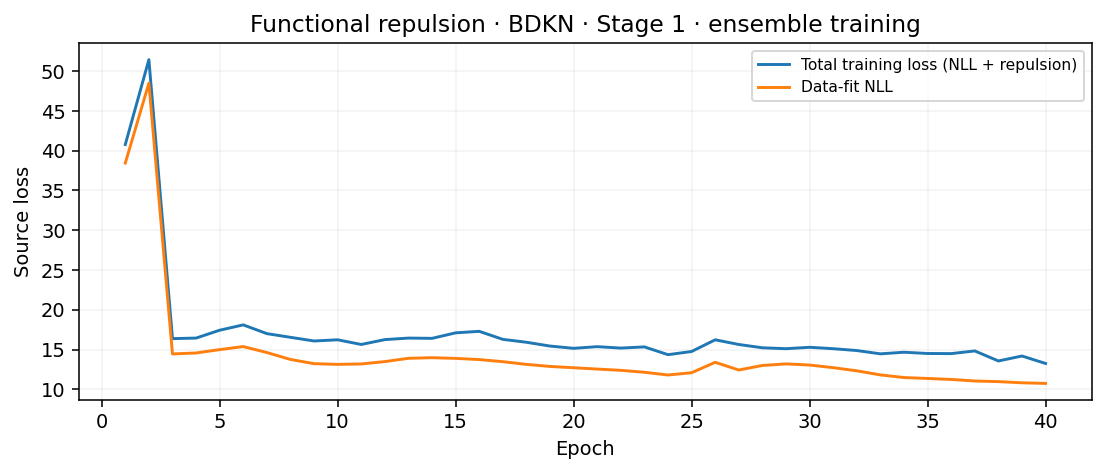 Functional repulsion · BDKN · Stage 1 · ensemble training
Total training loss (NLL + repulsion)
Data-fit NLL
Source loss
50
45
40
35
30
25
20
15
10
0 5 10 15 20 25 30 35 40
Epoch